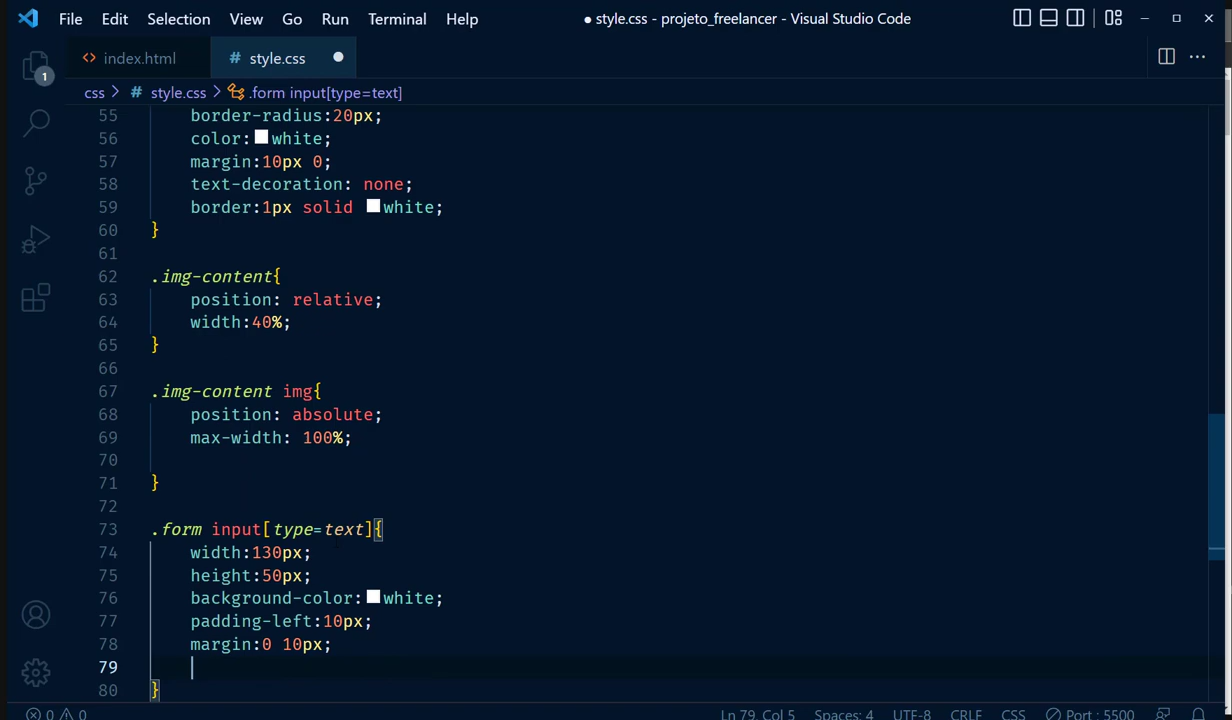 File Edit Selection View Go Run Terminal Help ● style.css - projeto_freelancer - Visual Studio Code
<> index.html # style.css ●
1
css > # style.css > .form input[type=text]
55 border-radius:20px;
56 color:white;
57 margin:10px 0;
58 text-decoration: none;
59 border:1px solid white;
60 }
61
62 .img-content{
63 position: relative;
64 width:40%;
65 }
66
67 .img-content img{
68 position: absolute;
69 max-width: 100%;
70
71 }
72
73 .form input[type=text]{
74 width:130px;
75 height:50px;
76 background-color:white;
77 padding-left:10px;
78 margin:0 10px;
79
80 }
0 0 Ln 79, Col 5 Spaces: 4 UTF-8 CRLF CSS Port : 5500